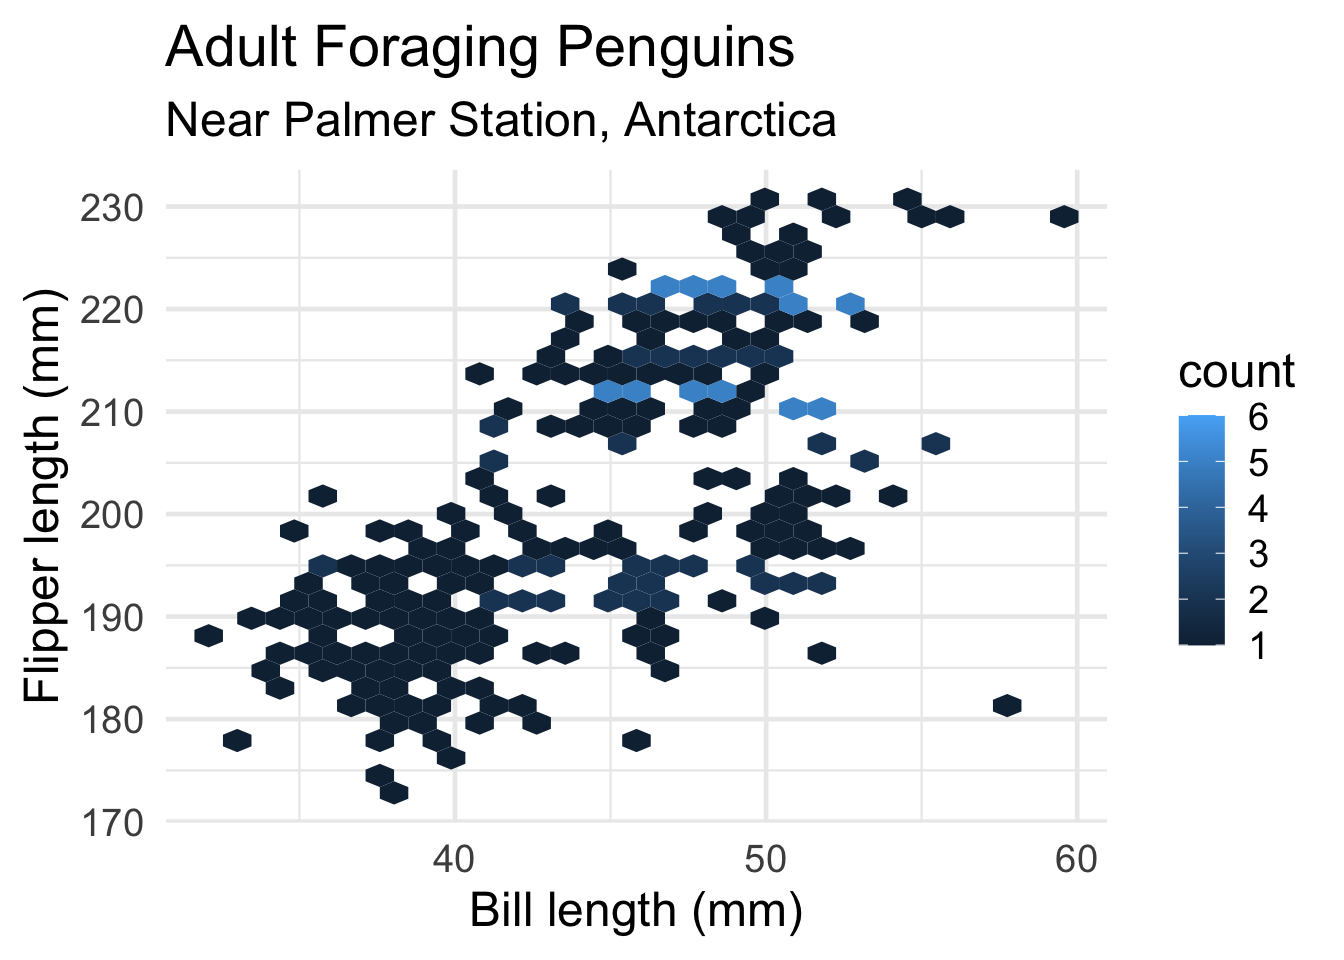 Adult Foraging Penguins
Near Palmer Station, Antarctica
Flipper length (mm)
230
220
210
200
190
180
170
40 50 60
Bill length (mm)
count
6
5
4
3
2
1